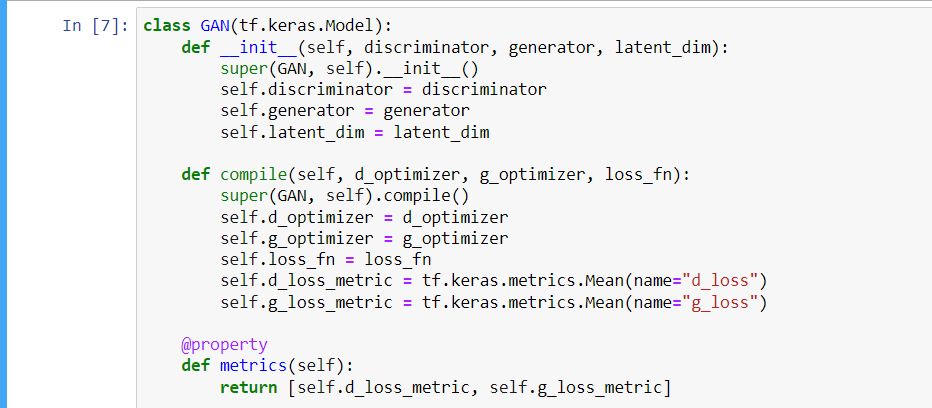 In [7]: class GAN(tf.keras.Model):
    def __init__(self, discriminator, generator, latent_dim):
        super(GAN, self).__init__()
        self.discriminator = discriminator
        self.generator = generator
        self.latent_dim = latent_dim

    def compile(self, d_optimizer, g_optimizer, loss_fn):
        super(GAN, self).compile()
        self.d_optimizer = d_optimizer
        self.g_optimizer = g_optimizer
        self.loss_fn = loss_fn
        self.d_loss_metric = tf.keras.metrics.Mean(name="d_loss")
        self.g_loss_metric = tf.keras.metrics.Mean(name="g_loss")

    @property
    def metrics(self):
        return [self.d_loss_metric, self.g_loss_metric]